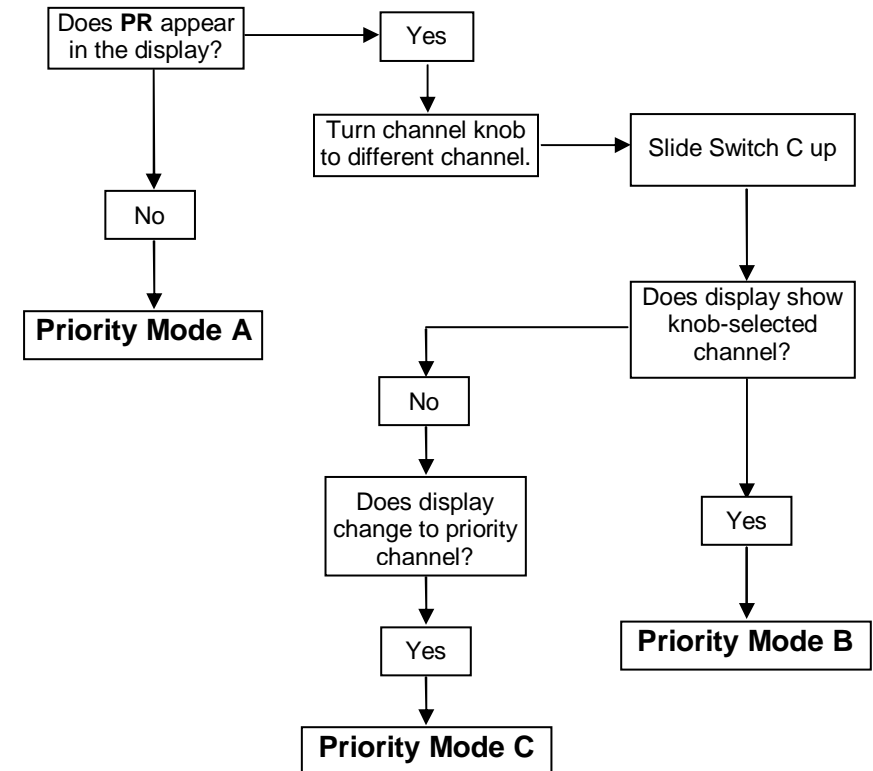 Does PR appear
in the display?
Yes
Turn channel knob
to different channel.
Slide Switch C up
No
Priority Mode A
Does display show
knob-selected
channel?
No
Does display
change to priority
channel?
Yes
Priority Mode B
Yes
Priority Mode C